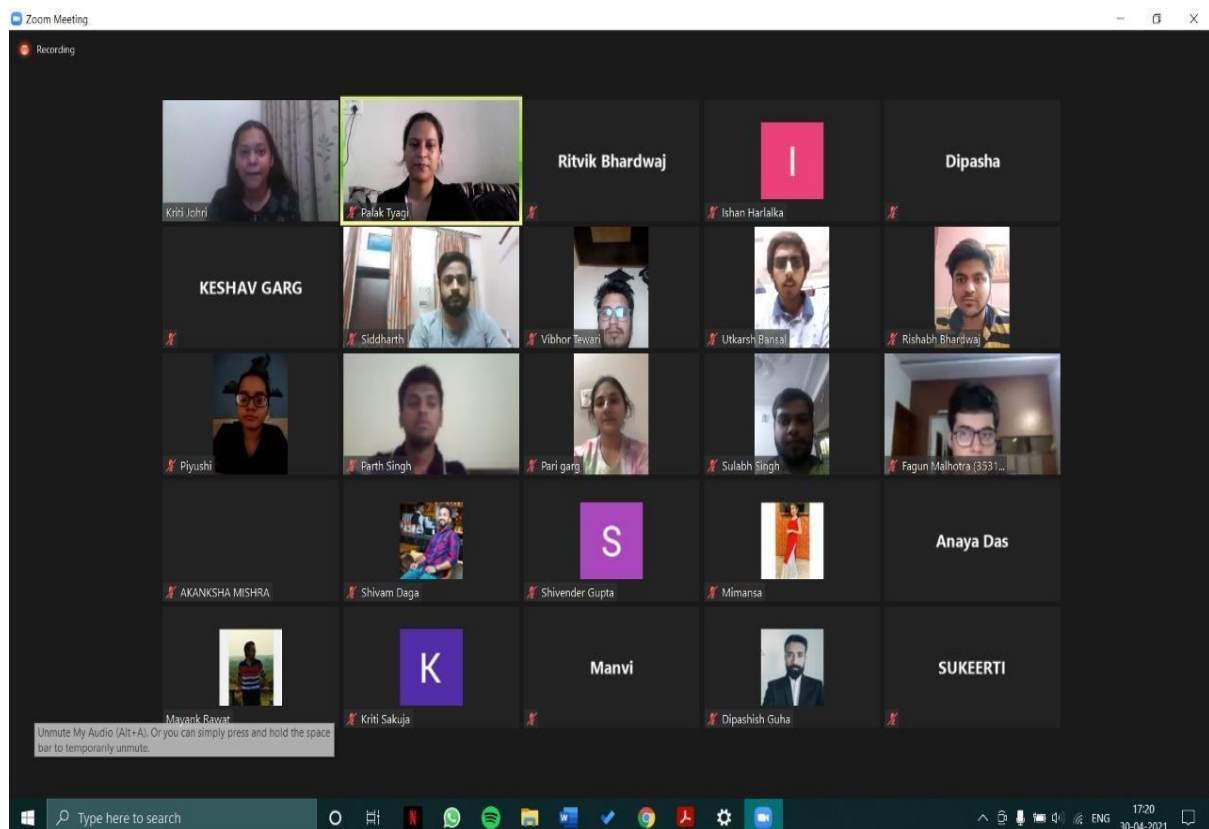 Zoom Meeting
Recording
Kriti Johri
Palak Tyagi
Ritvik Bhardwaj
I
Ishan Harlalka
Dipasha
KESHAV GARG
Siddharth
Vibhor Tewari
Utkarsh Bansal
Rishabh Bhardwaj
Piyushi
Parth Singh
Pari garg
Sulabh Singh
Fagun Malhotra (3531...
AKANKSHA MISHRA
Shivam Daga
S
Shivender Gupta
Mimansa
Anaya Das
Mayank Rawat
K
Kriti Sakuja
Manvi
Dipashish Guha
SUKEERTI
Unmute My Audio (Alt+A). Or you can simply press and hold the space
bar to temporarily unmute.
Type here to search
ENG
17:20
30-04-2021